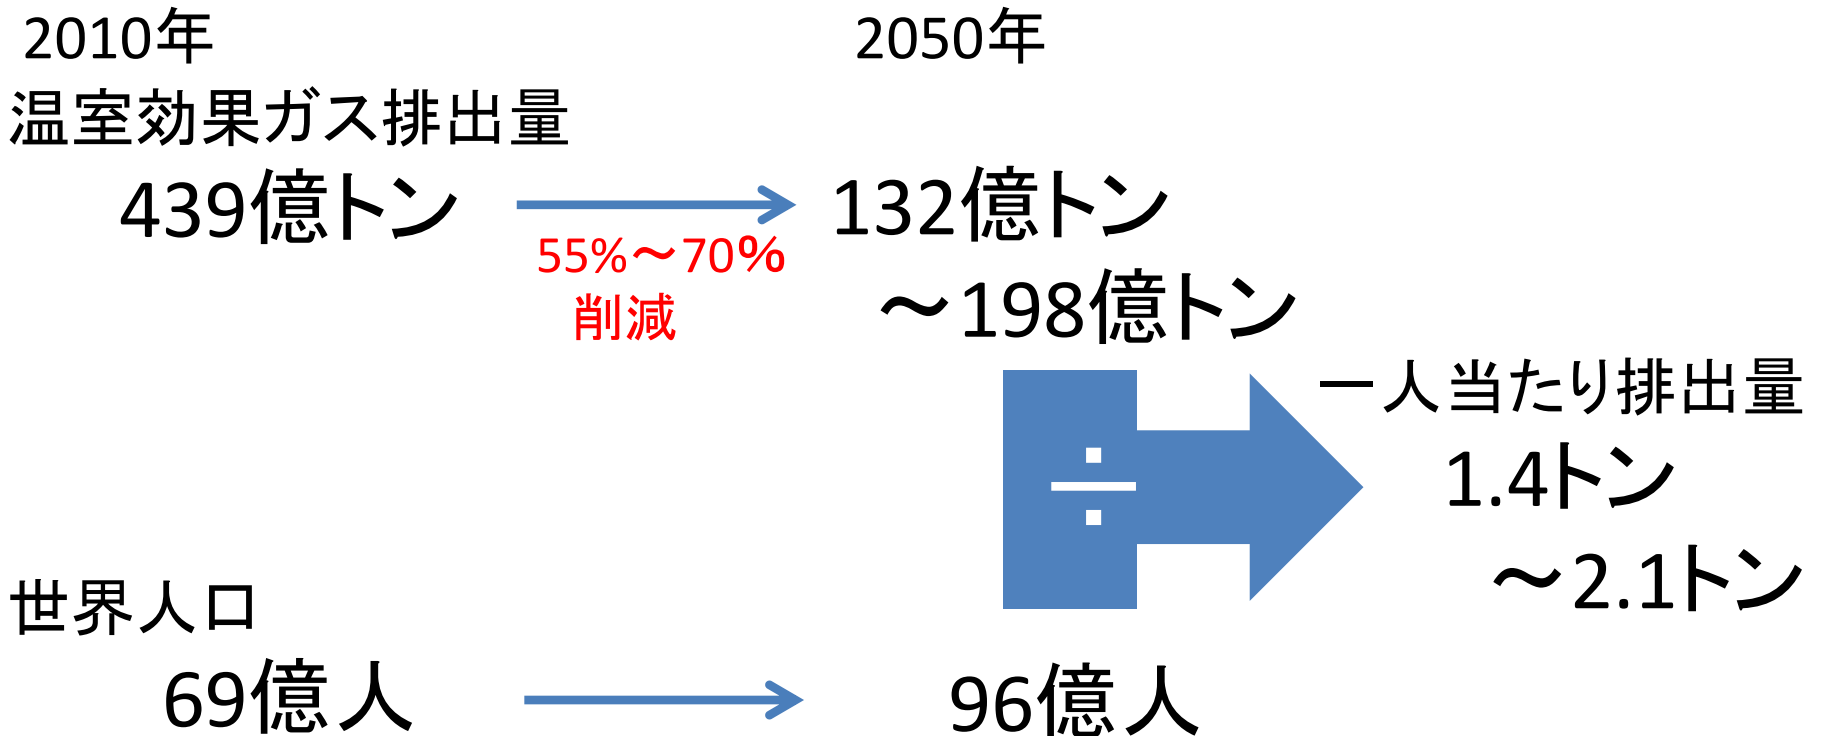 2010年
2050年
温室効果ガス排出量
439億トン
132億トン
55%～70%
削減
～198億トン
一人当たり排出量
÷
1.4トン
～2.1トン
世界人口
69億人
96億人